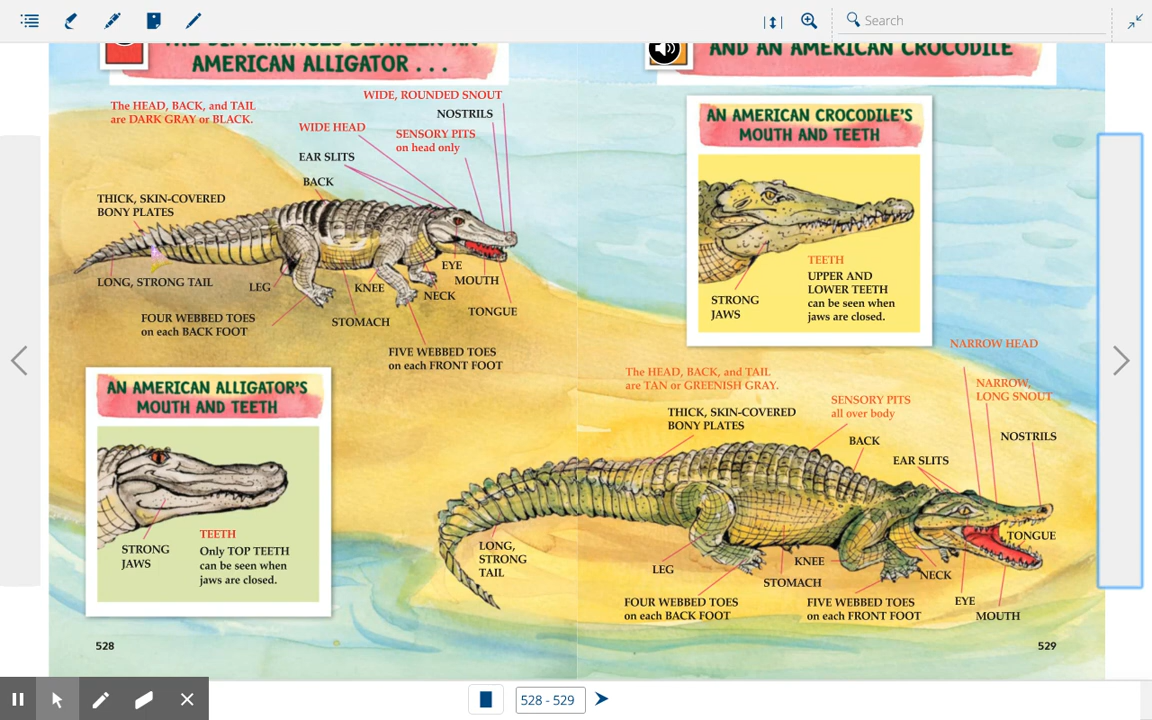 Search
THE DIFFERENCES BETWEEN AN
AMERICAN ALLIGATOR . . .
The HEAD, BACK, and TAIL
are DARK GRAY or BLACK.
WIDE, ROUNDED SNOUT
NOSTRILS
WIDE HEAD
SENSORY PITS
on head only
EAR SLITS
BACK
THICK, SKIN-COVERED
BONY PLATES
LONG, STRONG TAIL
LEG
KNEE
EYE
MOUTH
NECK
TONGUE
FOUR WEBBED TOES
on each BACK FOOT
STOMACH
FIVE WEBBED TOES
on each FRONT FOOT
AN AMERICAN ALLIGATOR'S
MOUTH AND TEETH
STRONG
JAWS
TEETH
Only TOP TEETH
can be seen when
jaws are closed.
528
AND AN AMERICAN CROCODILE
AN AMERICAN CROCODILE'S
MOUTH AND TEETH
STRONG
JAWS
TEETH
UPPER AND
LOWER TEETH
can be seen when
jaws are closed.
NARROW HEAD
The HEAD, BACK, and TAIL
are TAN or GREENISH GRAY.
NARROW,
LONG SNOUT
SENSORY PITS
all over body
THICK, SKIN-COVERED
BONY PLATES
BACK
NOSTRILS
EAR SLITS
TONGUE
LONG,
STRONG
TAIL
LEG
KNEE
STOMACH
NECK
FOUR WEBBED TOES
on each BACK FOOT
FIVE WEBBED TOES
on each FRONT FOOT
EYE
MOUTH
529
528 - 529